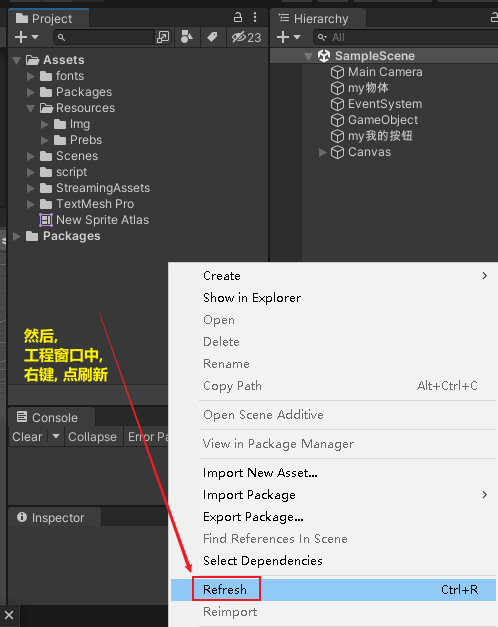 Project
Hierarchy
23
All
Assets
fonts
Packages
Resources
Img
Prebs
Scenes
script
StreamingAssets
TextMesh Pro
New Sprite Atlas
Packages
SampleScene
Main Camera
my物体
EventSystem
GameObject
my我的按钮
Canvas
然后,
工程窗口中,
右键, 点刷新
Console
Clear Collapse Error Pa
Inspector
Create
Show in Explorer
Open
Delete
Rename
Copy Path Alt+Ctrl+C
Open Scene Additive
View in Package Manager
Import New Asset...
Import Package
Export Package...
Find References In Scene
Select Dependencies
Refresh Ctrl+R
Reimport